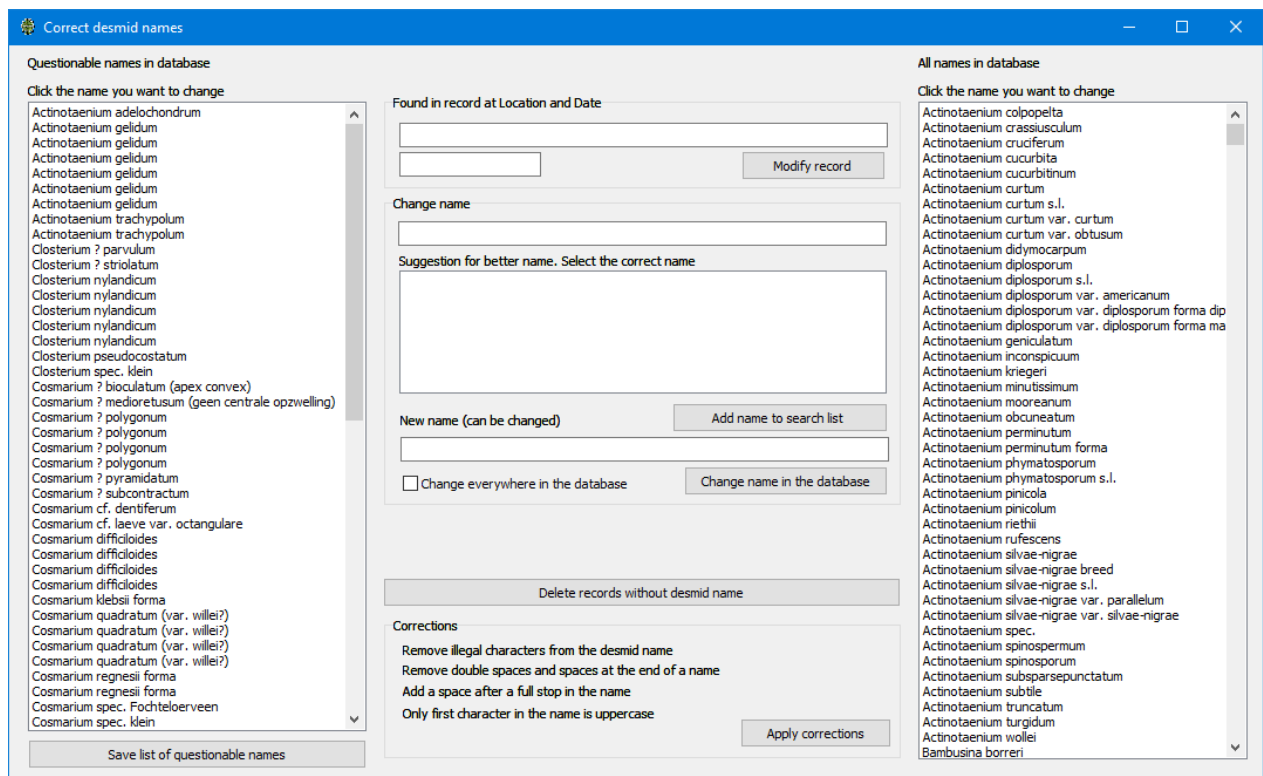 Correct desmid names
Questionable names in database
Click the name you want to change
Actinotaenium adelochondrum
Actinotaenium gelidum
Actinotaenium gelidum
Actinotaenium gelidum
Actinotaenium gelidum
Actinotaenium gelidum
Actinotaenium gelidum
Actinotaenium trachypolum
Actinotaenium trachypolum
Closterium ? parvulum
Closterium ? striolatum
Closterium nylandicum
Closterium nylandicum
Closterium nylandicum
Closterium nylandicum
Closterium nylandicum
Closterium pseudocostatum
Closterium spec. klein
Cosmarium ? bioculatum (apex convex)
Cosmarium ? medioretusum (geen centrale opzwelling)
Cosmarium ? polygonum
Cosmarium ? polygonum
Cosmarium ? polygonum
Cosmarium ? polygonum
Cosmarium ? pyramidatum
Cosmarium ? subcontractum
Cosmarium cf. dentiferum
Cosmarium cf. laeve var. octangulare
Cosmarium difficiloides
Cosmarium difficiloides
Cosmarium difficiloides
Cosmarium difficiloides
Cosmarium klebsii forma
Cosmarium quadratum (var. willei?)
Cosmarium quadratum (var. willei?)
Cosmarium quadratum (var. willei?)
Cosmarium quadratum (var. willei?)
Cosmarium regnesii forma
Cosmarium regnesii forma
Cosmarium spec. Fochteloerveen
Cosmarium spec. klein
Save list of questionable names
Found in record at Location and Date
Modify record
Change name
Suggestion for better name. Select the correct name
New name (can be changed)
Add name to search list
Change everywhere in the database
Change name in the database
Delete records without desmid name
Corrections
Remove illegal characters from the desmid name
Remove double spaces and spaces at the end of a name
Add a space after a full stop in the name
Only first character in the name is uppercase
Apply corrections
All names in database
Click the name you want to change
Actinotaenium colpopelta
Actinotaenium crassiusculum
Actinotaenium cruciferum
Actinotaenium cucurbita
Actinotaenium cucurbitinum
Actinotaenium curtum
Actinotaenium curtum s.l.
Actinotaenium curtum var. curtum
Actinotaenium curtum var. obtusum
Actinotaenium didymocarpum
Actinotaenium diplosporum
Actinotaenium diplosporum s.l.
Actinotaenium diplosporum var. americanum
Actinotaenium diplosporum var. diplosporum forma dip
Actinotaenium diplosporum var. diplosporum forma ma
Actinotaenium geniculatum
Actinotaenium inconspicuum
Actinotaenium kriegeri
Actinotaenium minutissimum
Actinotaenium mooreanum
Actinotaenium obcuneatum
Actinotaenium perminutum
Actinotaenium perminutum forma
Actinotaenium phymatosporum
Actinotaenium phymatosporum s.l.
Actinotaenium pinicola
Actinotaenium pinicolum
Actinotaenium riethii
Actinotaenium rufescens
Actinotaenium silvae-nigrae
Actinotaenium silvae-nigrae breed
Actinotaenium silvae-nigrae s.l.
Actinotaenium silvae-nigrae var. parallelum
Actinotaenium silvae-nigrae var. silvae-nigrae
Actinotaenium spec.
Actinotaenium spinospermum
Actinotaenium spinosporum
Actinotaenium subsparsepunctatum
Actinotaenium subtile
Actinotaenium truncatum
Actinotaenium turgidum
Actinotaenium wollei
Bambusina borreri